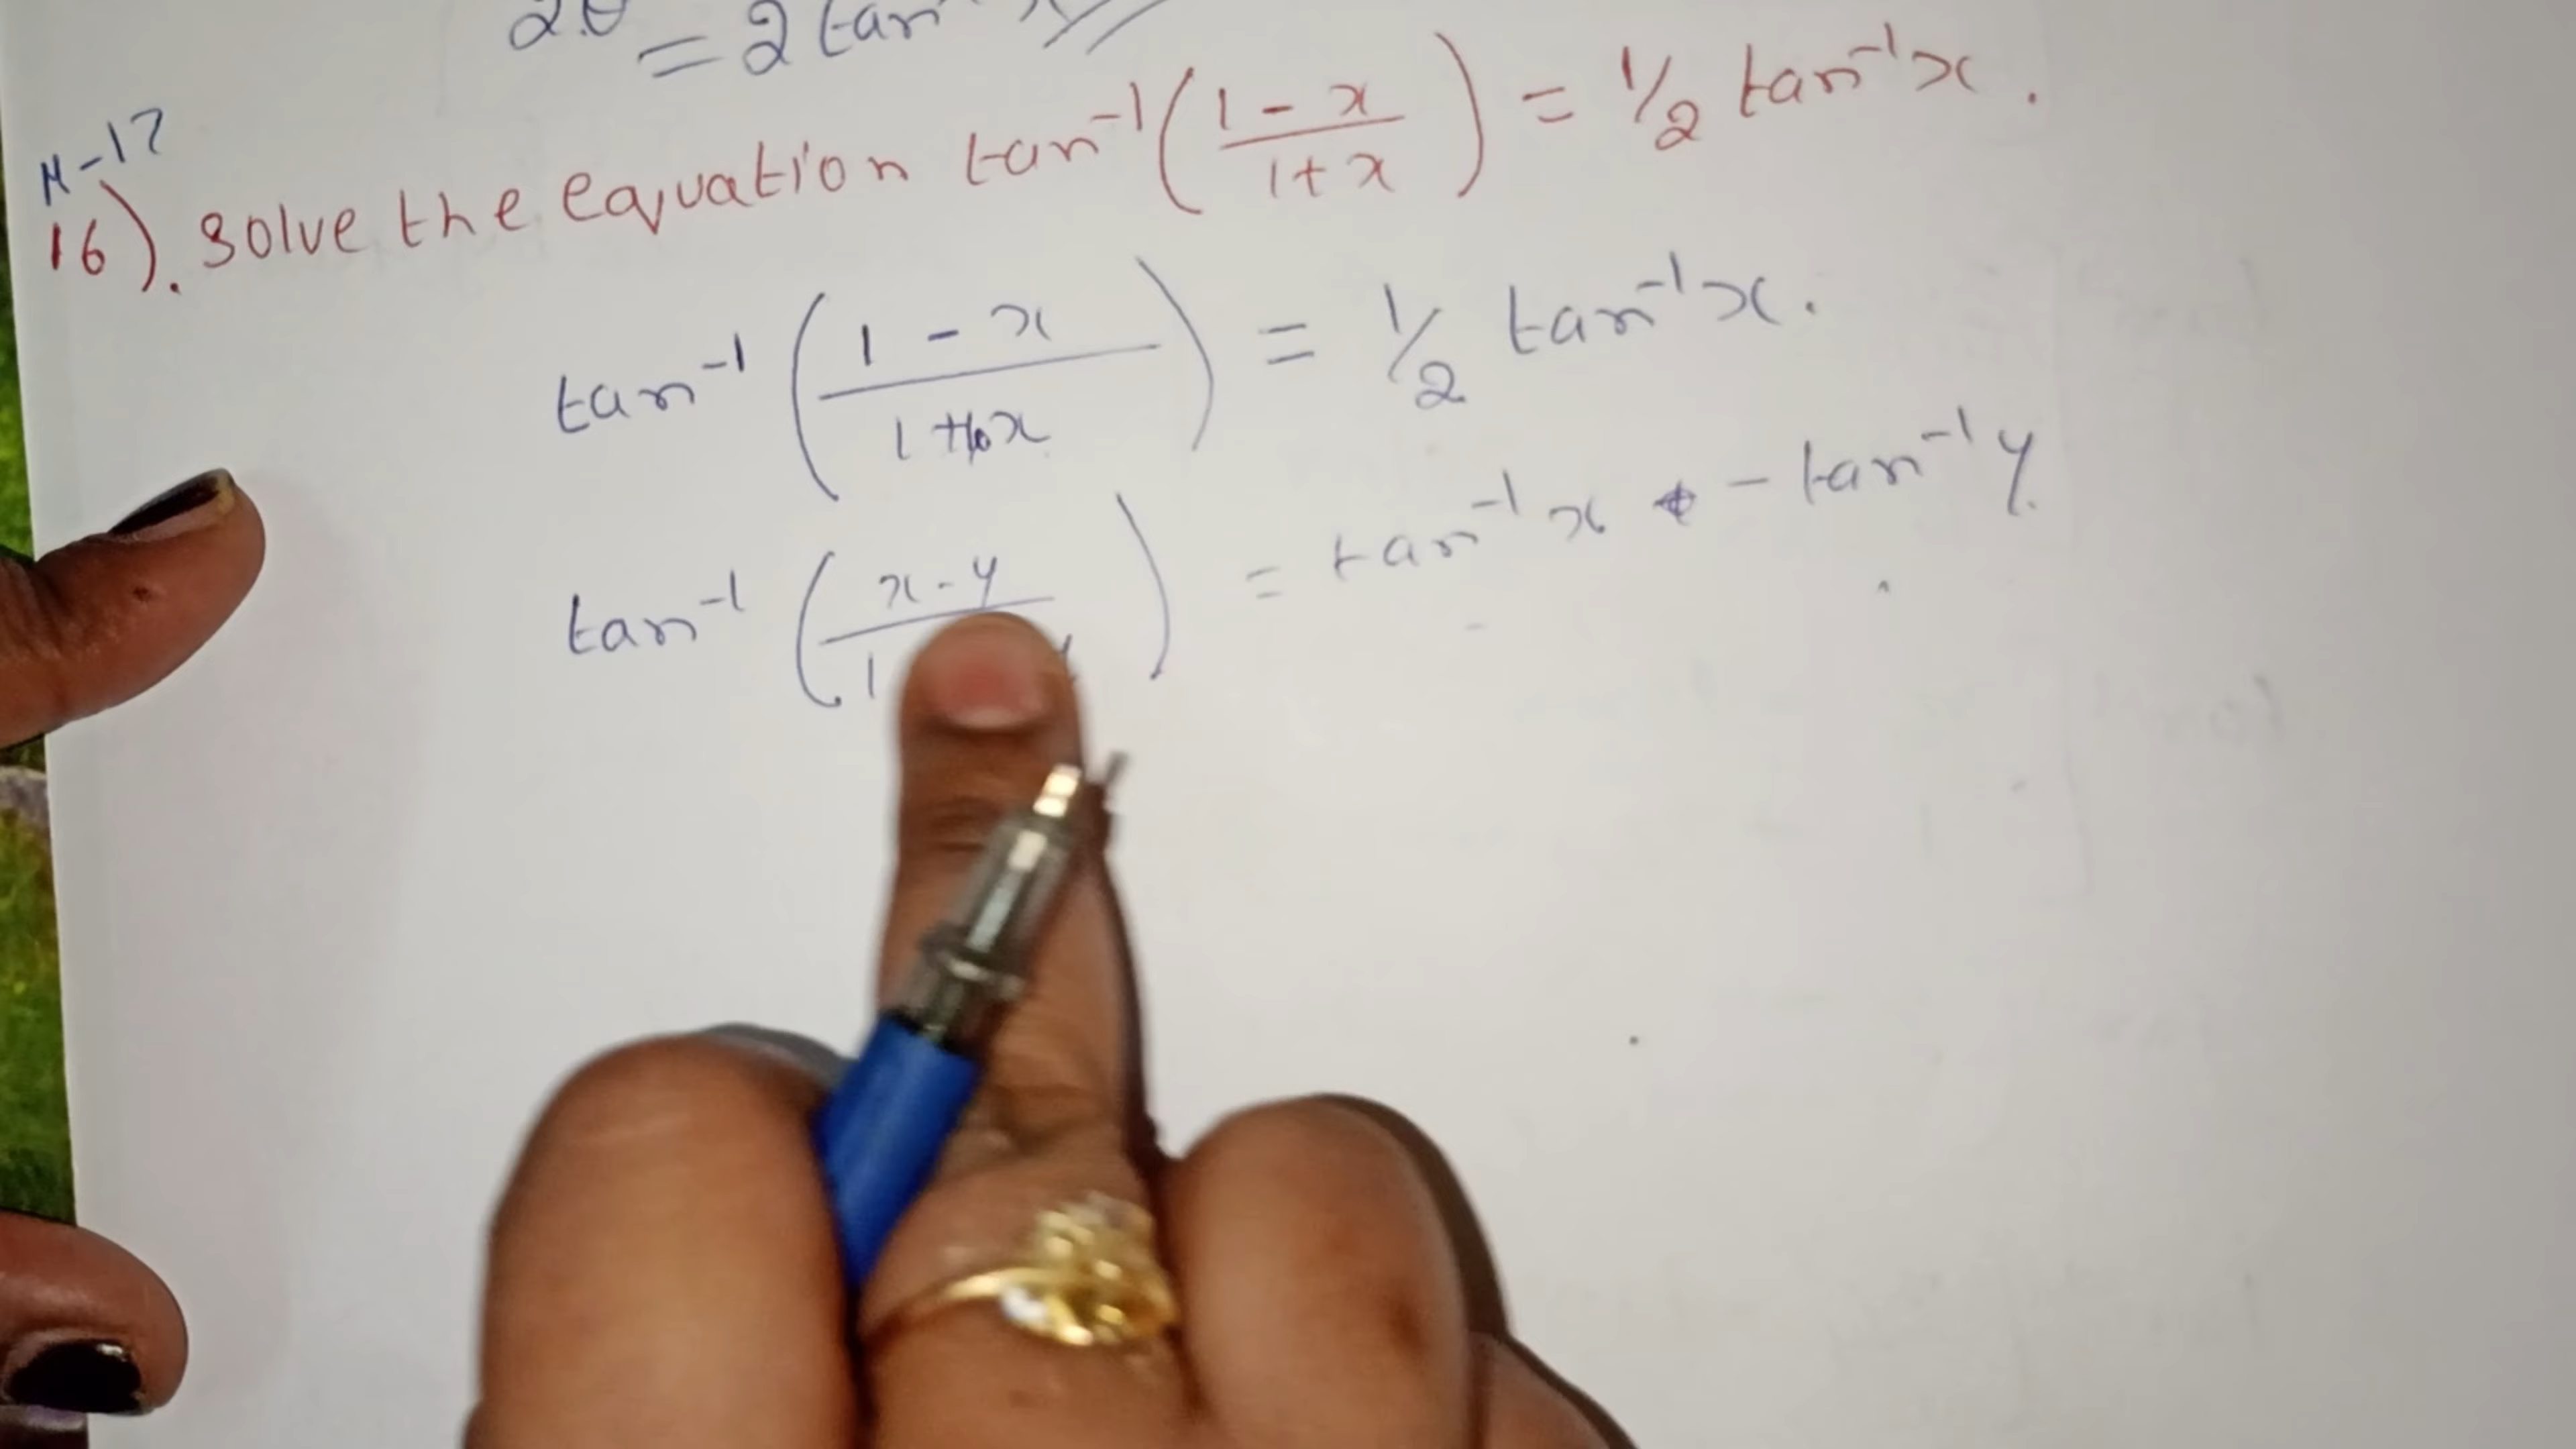 2θ = 2 tan⁻¹x
M-17
16). Solve the equation tan⁻¹((1 - x)/(1 + x)) = 1/2 tan⁻¹x.
tan⁻¹((1 - x)/(1 + x)) = 1/2 tan⁻¹x.
tan⁻¹((x - y)/(1 = tan⁻¹x - tan⁻¹y